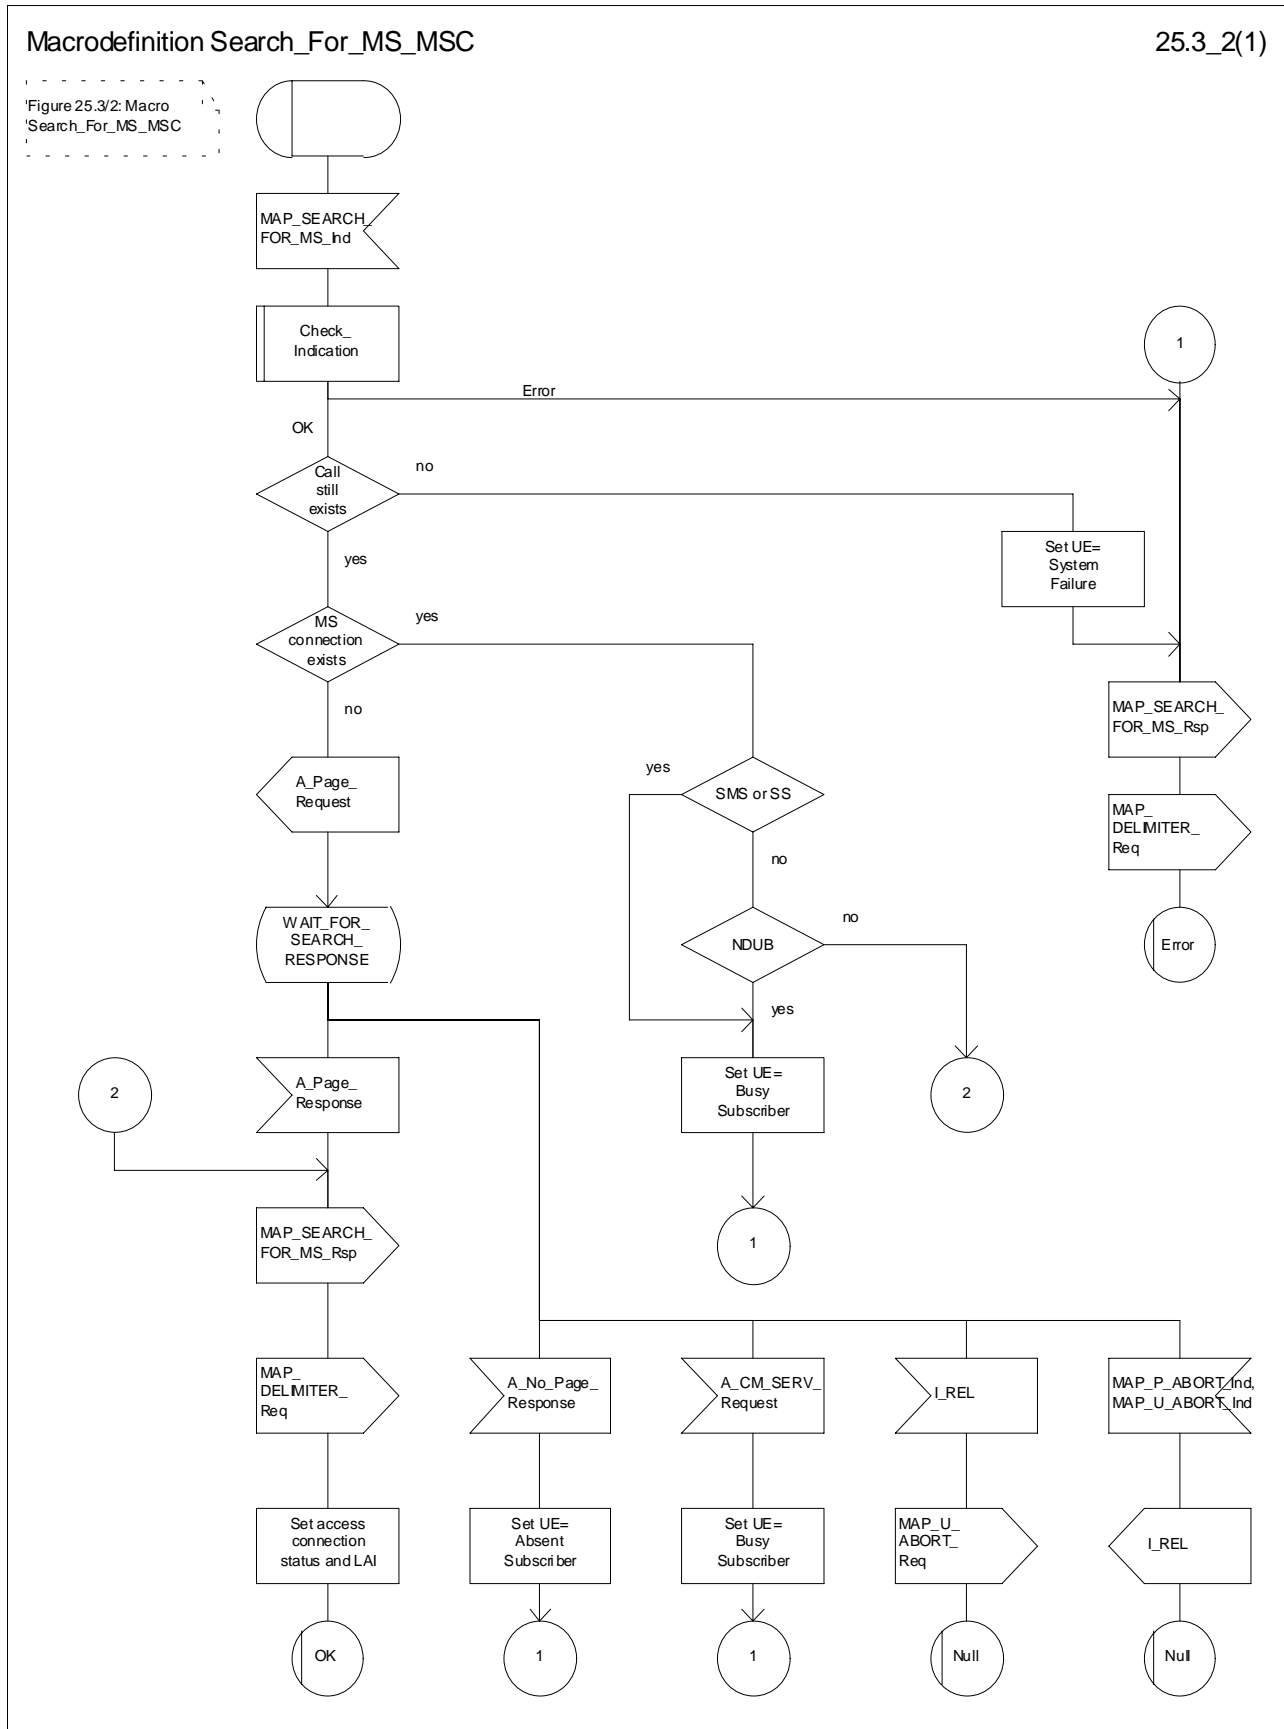 Macrodefinition Search_For_MS_MSC
25.3_2(1)
Figure 25.3/2: Macro
Search_For_MS_MSC
MAP_SEARCH_
FOR_MS_Ind
Check_
Indication
1
Error
OK
Call
still
exists
no
Set UE=
System
Failure
yes
MS
connection
exists
yes
no
MAP_SEARCH_
FOR_MS_Rsp
A_Page_
Request
yes
SMS or SS
MAP_
DELIMITER_
Req
no
WAIT_FOR_
SEARCH_
RESPONSE
NDUB
no
Error
yes
2
A_Page_
Response
Set UE=
Busy
Subscriber
2
MAP_SEARCH_
FOR_MS_Rsp
1
MAP_
DELIMITER_
Req
A_No_Page_
Response
A_CM_SERV_
Request
I_REL
MAP_P_ABORT_Ind,
MAP_U_ABORT_Ind
Set access
connection
status and LAI
Set UE=
Absent
Subscriber
Set UE=
Busy
Subscriber
MAP_U_
ABORT_
Req
I_REL
OK
1
1
Null
Null